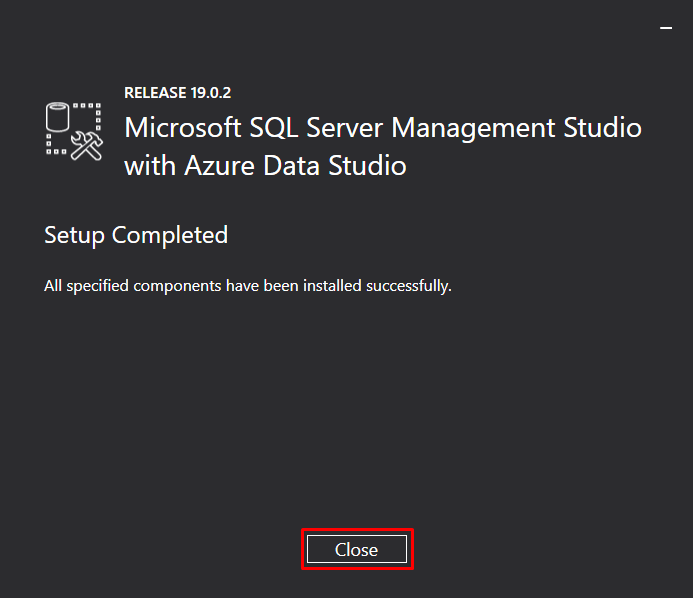 RELEASE 19.0.2
Microsoft SQL Server Management Studio
with Azure Data Studio
Setup Completed
All specified components have been installed successfully.
Close